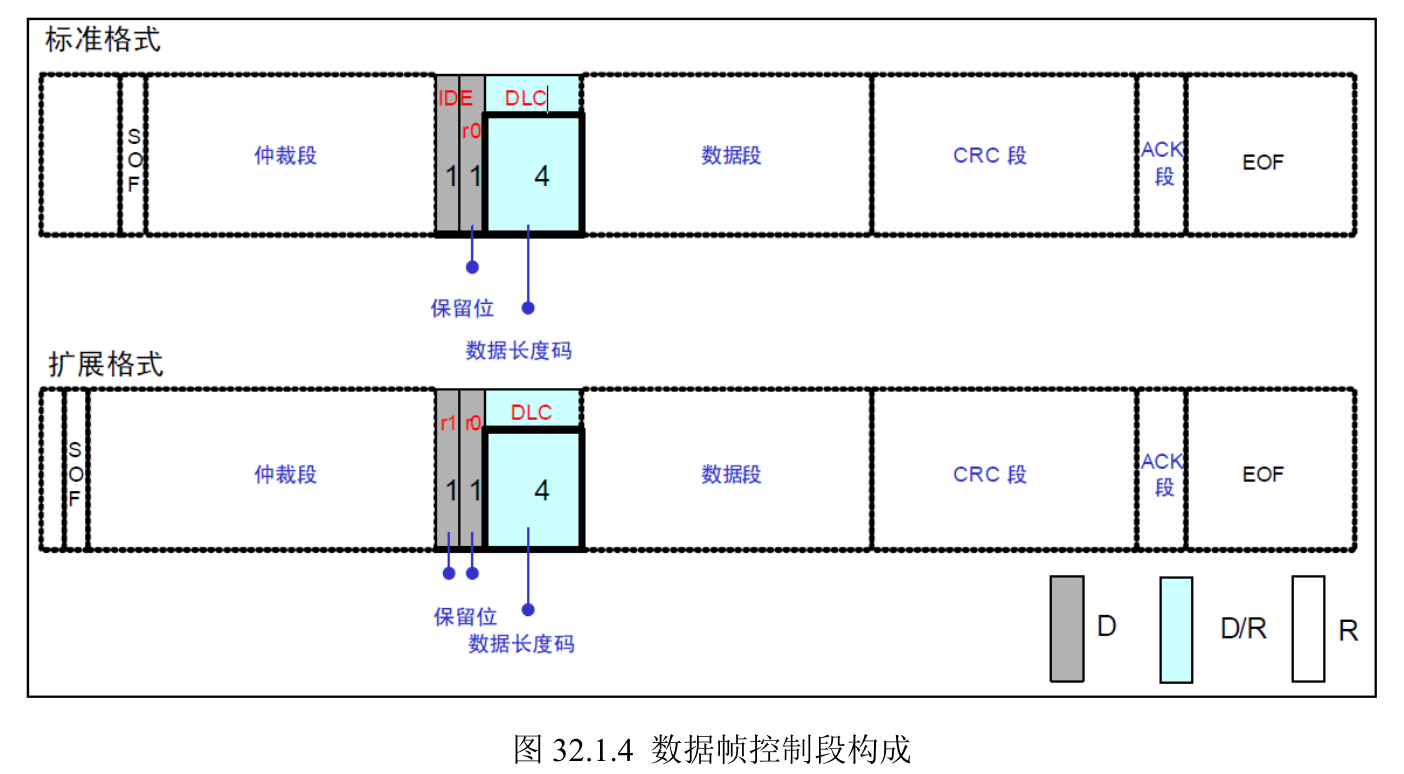 标准格式
SOF
仲裁段
IDE
r0
DLC
1
1
4
数据段
CRC 段
ACK
段
EOF
保留位
数据长度码
扩展格式
SOF
仲裁段
r1
r0
DLC
1
1
4
数据段
CRC 段
ACK
段
EOF
保留位
数据长度码
D
D/R
R
图 32.1.4 数据帧控制段构成